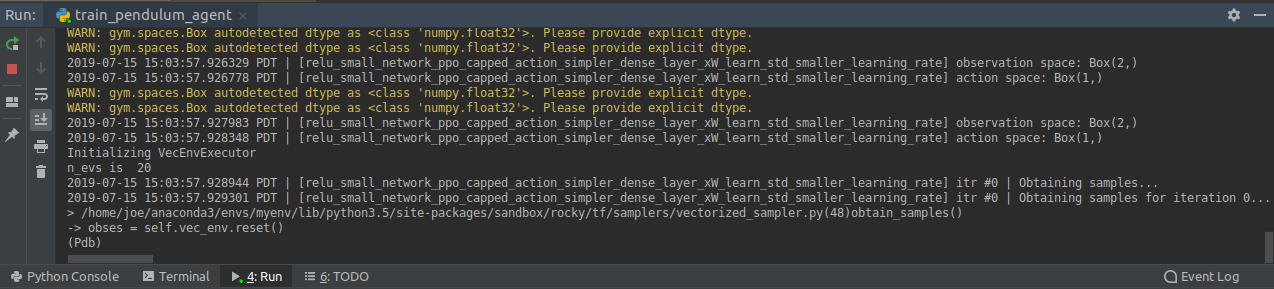 Run: train_pendulum_agent
WARN: gym.spaces.Box autodetected dtype as <class 'numpy.float32'>. Please provide explicit dtype.
WARN: gym.spaces.Box autodetected dtype as <class 'numpy.float32'>. Please provide explicit dtype.
2019-07-15 15:03:57.926329 PDT | [relu_small_network_ppo_capped_action_simpler_dense_layer_xW_learn_std_smaller_learning_rate] observation space: Box(2,)
2019-07-15 15:03:57.926778 PDT | [relu_small_network_ppo_capped_action_simpler_dense_layer_xW_learn_std_smaller_learning_rate] action space: Box(1,)
WARN: gym.spaces.Box autodetected dtype as <class 'numpy.float32'>. Please provide explicit dtype.
WARN: gym.spaces.Box autodetected dtype as <class 'numpy.float32'>. Please provide explicit dtype.
2019-07-15 15:03:57.927983 PDT | [relu_small_network_ppo_capped_action_simpler_dense_layer_xW_learn_std_smaller_learning_rate] observation space: Box(2,)
2019-07-15 15:03:57.928348 PDT | [relu_small_network_ppo_capped_action_simpler_dense_layer_xW_learn_std_smaller_learning_rate] action space: Box(1,)
Initializing VecEnvExecutor
n_evs is  20
2019-07-15 15:03:57.928944 PDT | [relu_small_network_ppo_capped_action_simpler_dense_layer_xW_learn_std_smaller_learning_rate] itr #0 | Obtaining samples...
2019-07-15 15:03:57.929301 PDT | [relu_small_network_ppo_capped_action_simpler_dense_layer_xW_learn_std_smaller_learning_rate] itr #0 | Obtaining samples for iteration 0...
> /home/joe/anaconda3/envs/myenv/lib/python3.5/site-packages/sandbox/rocky/tf/samplers/vectorized_sampler.py(48)obtain_samples()
-> obses = self.vec_env.reset()
(Pdb)
Python Console Terminal 4: Run 6: TODO Event Log